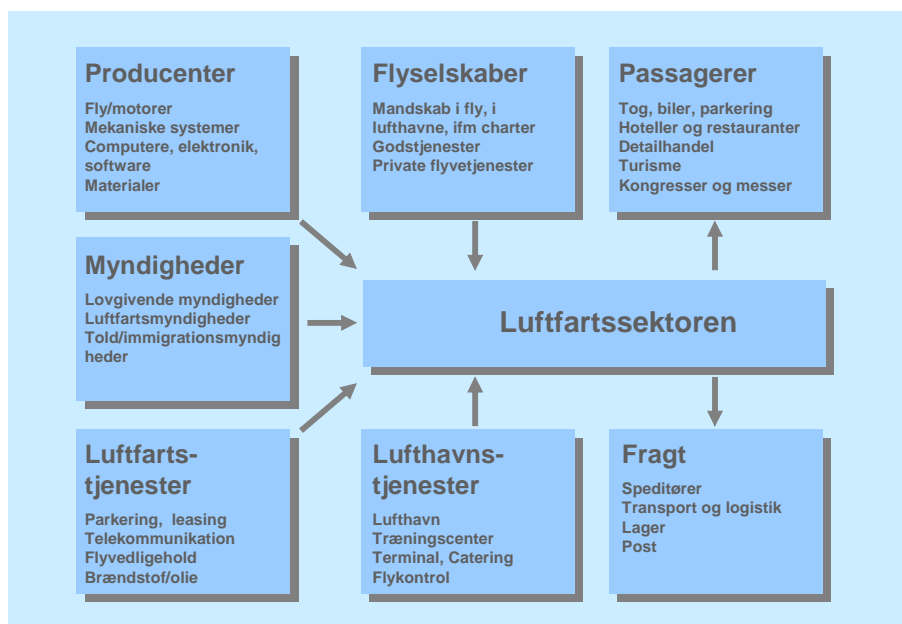 Producenter
Fly/motorer
Mekaniske systemer
Computere, elektronik,
software
Materialer
Flyselskaber
Mandskab i fly, i
lufthavne, ifm charter
Godstjenester
Private flyvetjenester
Passagerer
Tog, biler, parkering
Hoteller og restauranter
Detailhandel
Turisme
Kongresser og messer
Myndigheder
Lovgivende myndigheder
Luftfartsmyndigheder
Told/immigrationsmyndig
heder
Luftfartssektoren
Luftfarts-
tjenester
Parkering, leasing
Telekommunikation
Flyvedligehold
Brændstof/olie
Lufthavns-
tjenester
Lufthavn
Træningscenter
Terminal, Catering
Flykontrol
Fragt
Speditører
Transport og logistik
Lager
Post